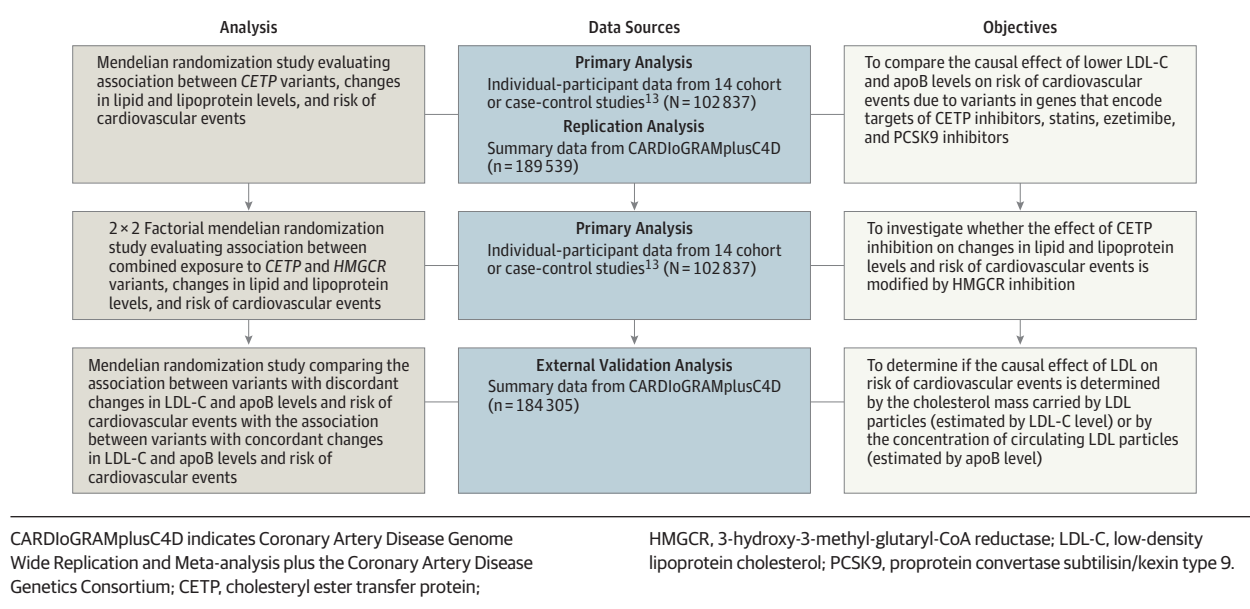 Analysis
Data Sources
Objectives
Mendelian randomization study evaluating
association between CETP variants, changes
in lipid and lipoprotein levels, and risk of
cardiovascular events
Primary Analysis
Individual-participant data from 14 cohort
or case-control studies13 (N = 102 837)
Replication Analysis
Summary data from CARDIoGRAMplusC4D
(n = 189 539)
To compare the causal effect of lower LDL-C
and apoB levels on risk of cardiovascular
events due to variants in genes that encode
targets of CETP inhibitors, statins, ezetimibe,
and PCSK9 inhibitors
2 × 2 Factorial mendelian randomization
study evaluating association between
combined exposure to CETP and HMGCR
variants, changes in lipid and lipoprotein
levels, and risk of cardiovascular events
Primary Analysis
Individual-participant data from 14 cohort
or case-control studies13 (N = 102 837)
To investigate whether the effect of CETP
inhibition on changes in lipid and lipoprotein
levels and risk of cardiovascular events is
modified by HMGCR inhibition
Mendelian randomization study comparing the
association between variants with discordant
changes in LDL-C and apoB levels and risk of
cardiovascular events with the association
between variants with concordant changes
in LDL-C and apoB levels and risk of
cardiovascular events
External Validation Analysis
Summary data from CARDIoGRAMplusC4D
(n = 184 305)
To determine if the causal effect of LDL on
risk of cardiovascular events is determined
by the cholesterol mass carried by LDL
particles (estimated by LDL-C level) or by
the concentration of circulating LDL particles
(estimated by apoB level)
CARDIoGRAMplusC4D indicates Coronary Artery Disease Genome
Wide Replication and Meta-analysis plus the Coronary Artery Disease
Genetics Consortium; CETP, cholesteryl ester transfer protein;
HMGCR, 3-hydroxy-3-methyl-glutaryl-CoA reductase; LDL-C, low-density
lipoprotein cholesterol; PCSK9, proprotein convertase subtilisin/kexin type 9.